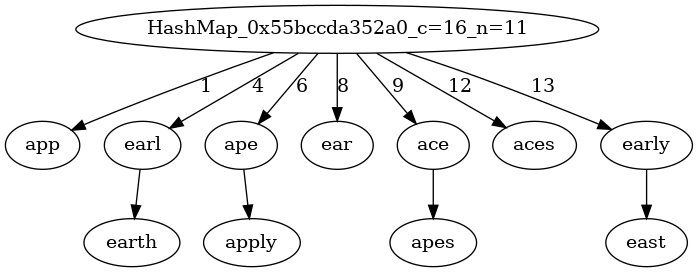 HashMap_0x55bccda352a0_c=16_n=11
1 4 6 8 9 12 13
app earl ape ear ace aces early
earth apply apes east